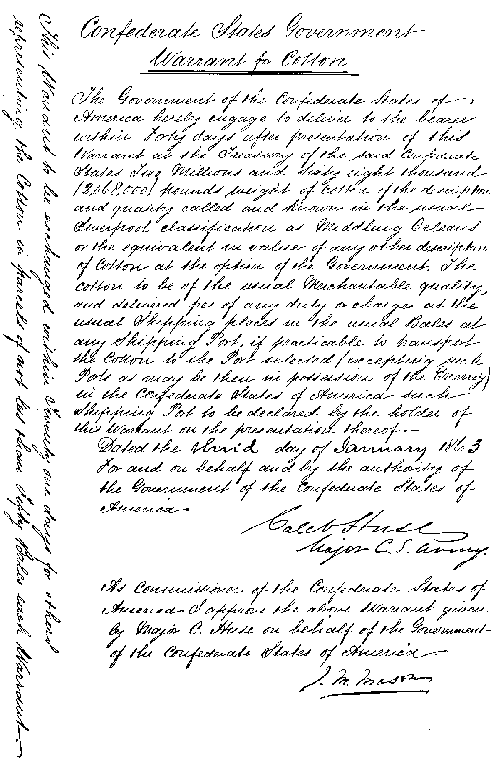 Confederate States Government
Warrant for Cotton
The Government of the Confederate States of
America hereby engage to deliver to the bearer
within Forty days after presentation of this
Warrant at the Treasury of the said Confederate
States Two Millions and sixty eight thousand
(2,068,000) pounds weight of Cotton of the description
and quality called and known in the usual
Liverpool classification as Middling Orleans
or the equivalent in value of any other description
of Cotton at the option of the Government. The
cotton to be of the usual Merchantable quality
and delivered free of any duty or charges at the
usual Shipping places in the usual Bales at
any Shipping Port, if practicable to transport
the Cotton to the Port selected (excepting such
Ports as may be then in possession of the Enemy)
in the Confederate States of America such
Shipping Port to be declared by the holder of
this Warrant on the presentation thereof.
Dated the third day of January 1863
For and on behalf and by the authority of
the Government of the Confederate States of
America
Caleb Huse
Major C. S. Army.
As Commissioner of the Confederate States of
America I approve the above Warrant given
by Major C. Huse on behalf of the Government
of the Confederate States of America
J. M. Mason
This Warrant to be exchanged within Twenty one days for others
representing the Cotton in parcels of not less than Fifty Bales each Warrant